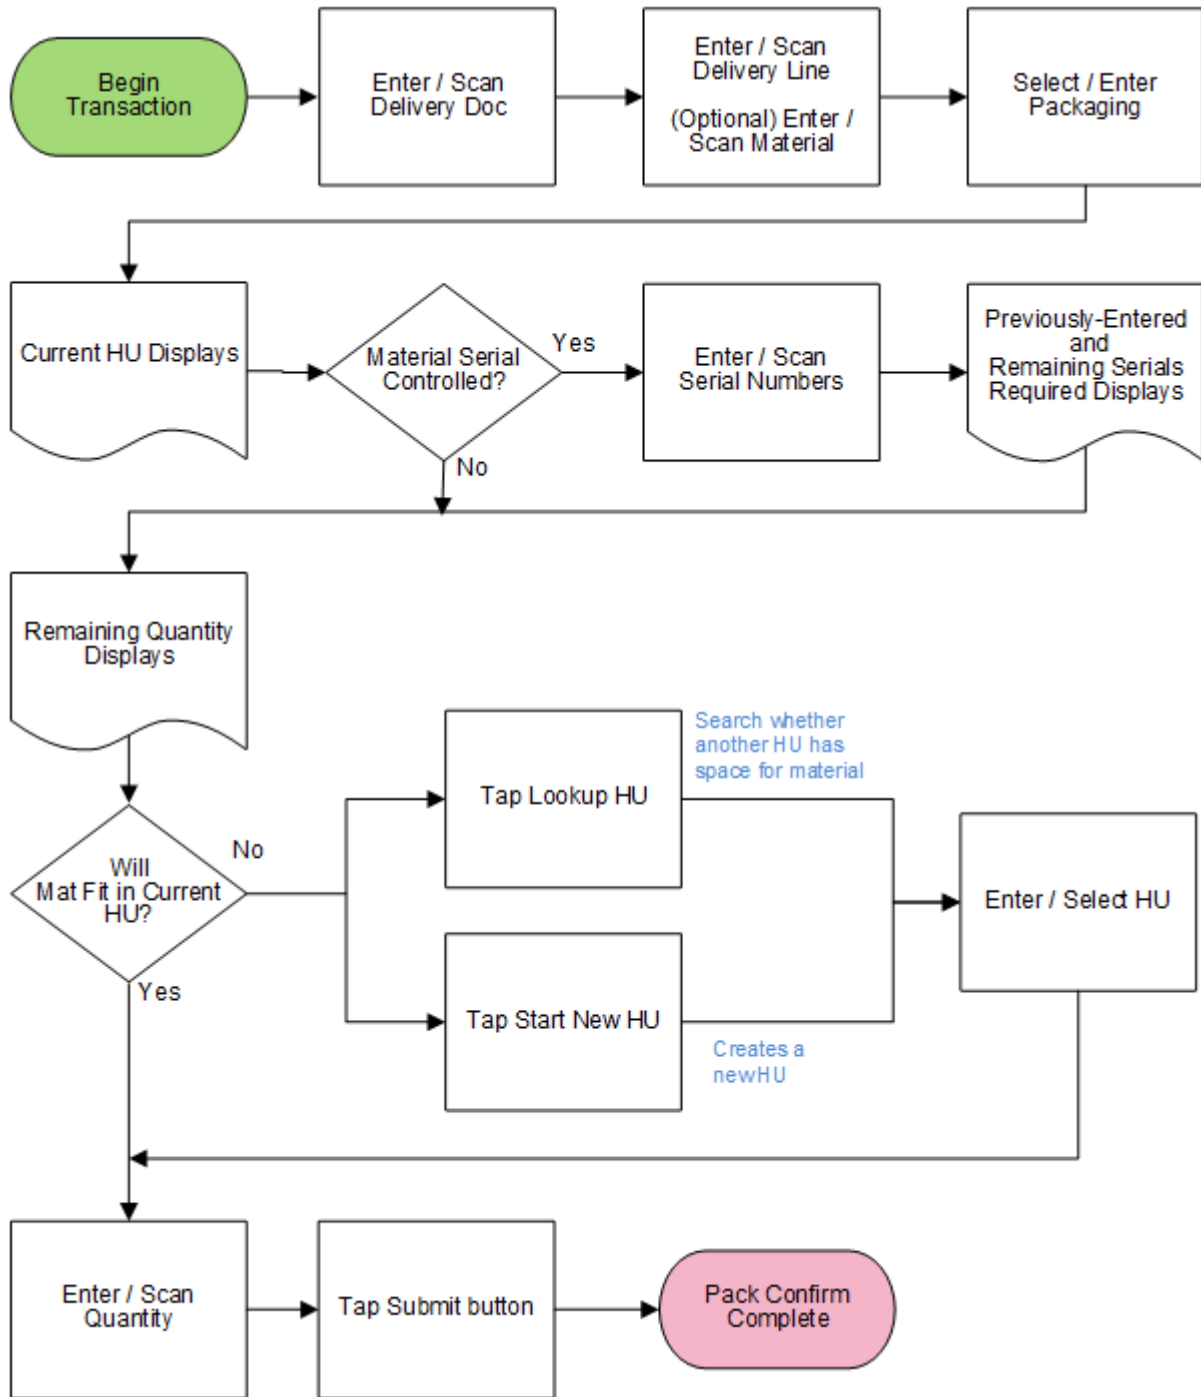 Begin
Transaction
Enter / Scan
Delivery Doc
Enter / Scan
Delivery Line
(Optional) Enter /
Scan Material
Select / Enter
Packaging
Current HU Displays
Material Serial
Controlled?
Yes
No
Enter / Scan
Serial Numbers
Previously-Entered
and
Remaining Serials
Required Displays
Remaining Quantity
Displays
Will
Mat Fit in Current
HU?
No
Yes
Tap Lookup HU
Search whether
another HU has
space for material
Tap Start New HU
Creates a
new HU
Enter / Select HU
Enter / Scan
Quantity
Tap Submit button
Pack Confirm
Complete